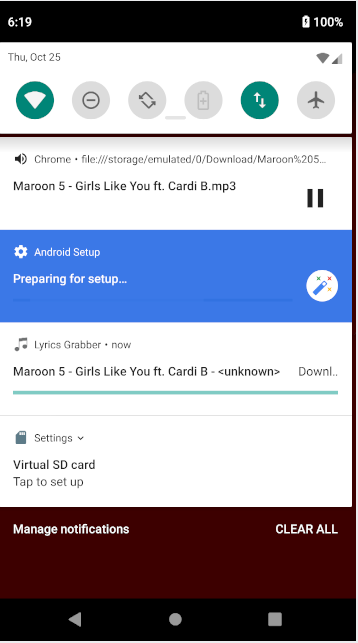 6:19
100%
Thu, Oct 25
Chrome • file:///storage/emulated/0/Download/Maroon%205...
Maroon 5 - Girls Like You ft. Cardi B.mp3
Android Setup
Preparing for setup...
Lyrics Grabber • now
Maroon 5 - Girls Like You ft. Cardi B - <unknown> Downl..
Settings
Virtual SD card
Tap to set up
Manage notifications
CLEAR ALL